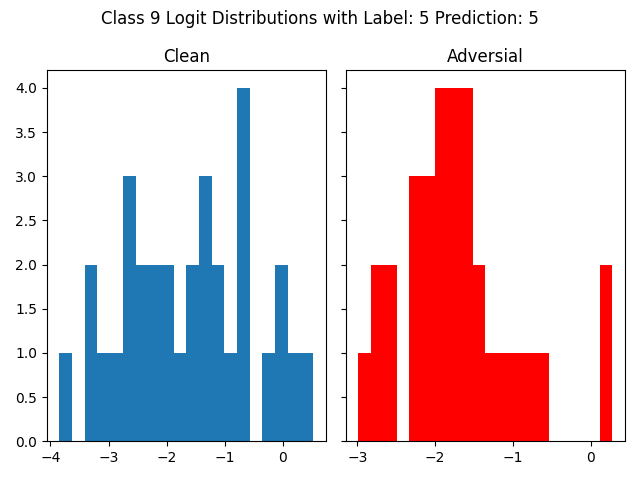 Class 9 Logit Distributions with Label: 5 Prediction: 5
Clean
Adversial
4.0
3.5
3.0
2.5
2.0
1.5
1.0
0.5
0.0
−4 −3 −2 −1 0
−3 −2 −1 0